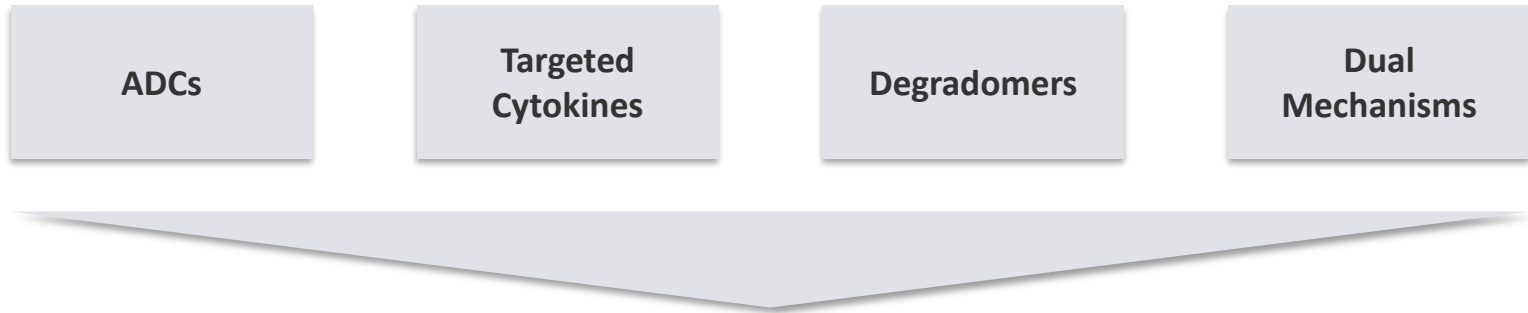 ADCs
Targeted
Cytokines
Degradomers
Dual
Mechanisms